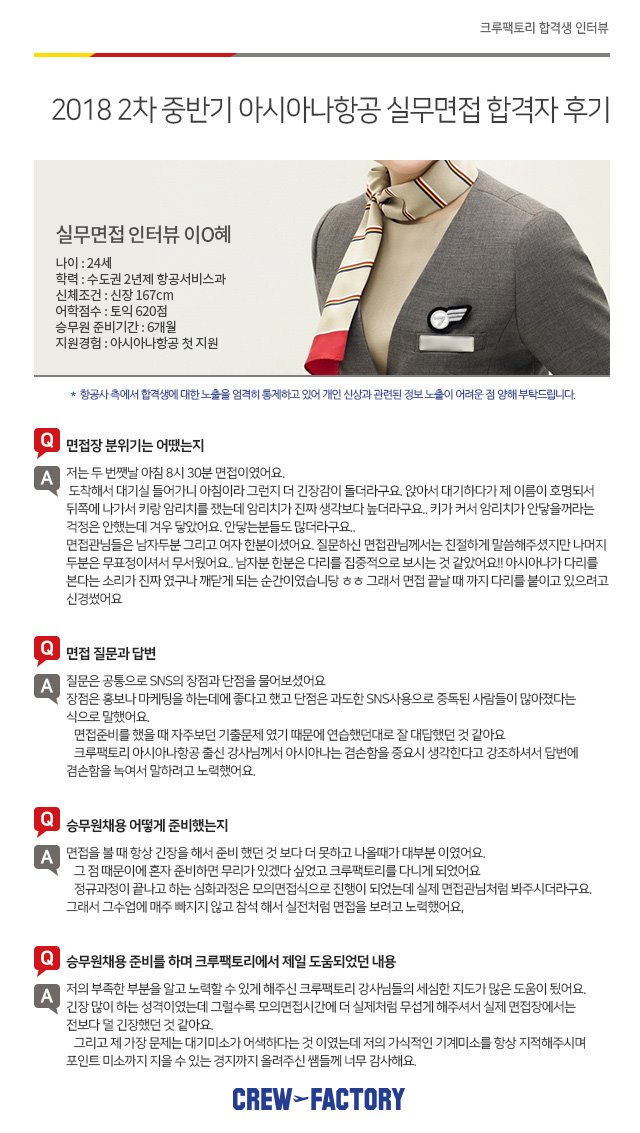 크루팩토리 합격생 인터뷰
2018 2차 중반기 아시아나항공 실무면접 합격자 후기
실무면접 인터뷰 이O혜
나이 : 24세
학력 : 수도권 2년제 항공서비스과
신체조건 : 신장 167cm
어학점수 : 토익 620점
승무원 준비기간 : 6개월
지원경험 : 아시아나항공 첫 지원
* 항공사 측에서 합격생에 대한 노출을 엄격히 통제하고 있어 개인 신상과 관련된 정보 노출이 어려운 점 양해 부탁드립니다.
Q 면접장 분위기는 어땠는지
A 저는 두 번쨋날 아침 8시 30분 면접이였어요.
도착해서 대기실 들어가니 아침이라 그런지 더 긴장감이 돌더라구요. 앉아서 대기하다가 제 이름이 호명되서
뒤쪽에 나가서 키랑 암리치를 쟀는데 암리치가 진짜 생각보다 높더라구요.. 키가 커서 암리치가 안닿을꺼라는
걱정은 안했는데 겨우 닿았어요. 안닿는분들도 많더라구요..
면접관님들은 남자두분 그리고 여자 한분이셨어요. 질문하신 면접관님께서는 친절하게 말씀해주셨지만 나머지
두분은 무표정이셔서 무서웠어요.. 남자분 한분은 다리를 집중적으로 보시는 것 같았어요!! 아시아나가 다리를
본다는 소리가 진짜 였구나 깨닫게 되는 순간이였습니당 ㅎㅎ 그래서 면접 끝날 때 까지 다리를 붙이고 있으려고
신경썼어요
Q 면접 질문과 답변
A 질문은 공통으로 SNS의 장점과 단점을 물어보셨어요
장점은 홍보나 마케팅을 하는데에 좋다고 했고 단점은 과도한 SNS사용으로 중독된 사람들이 많아졌다는
식으로 말했어요.
면접준비를 했을 때 자주보던 기출문제 였기 때문에 연습했던대로 잘 대답했던 것 같아요
크루팩토리 아시아나항공 출신 강사님께서 아시아나는 겸손함을 중요시 생각한다고 강조하셔서 답변에
겸손함을 녹여서 말하려고 노력했어요.
Q 승무원채용 어떻게 준비했는지
A 면접을 볼 때 항상 긴장을 해서 준비 했던 것 보다 더 못하고 나올때가 대부분 이였어요.
그 점 때문이에 혼자 준비하면 무리가 있겠다 싶었고 크루팩토리를 다니게 되었어요
정규과정이 끝나고 하는 심화과정은 모의면접식으로 진행이 되었는데 실제 면접관님처럼 봐주시더라구요.
그래서 그수업에 매주 빠지지 않고 참석 해서 실전처럼 면접을 보려고 노력했어요,
Q 승무원채용 준비를 하며 크루팩토리에서 제일 도움되었던 내용
A 저의 부족한 부분을 알고 노력할 수 있게 해주신 크루팩토리 강사님들의 세심한 지도가 많은 도움이 됬어요.
긴장 많이 하는 성격이였는데 그럴수록 모의면접시간에 더 실제처럼 무섭게 해주셔서 실제 면접장에서는
전보다 덜 긴장했던 것 같아요.
그리고 제 가장 문제는 대기미소가 어색하다는 것 이였는데 저의 가식적인 기계미소를 항상 지적해주시며
포인트 미소까지 지을 수 있는 경지까지 올려주신 쌤들께 너무 감사해요.
CREW FACTORY